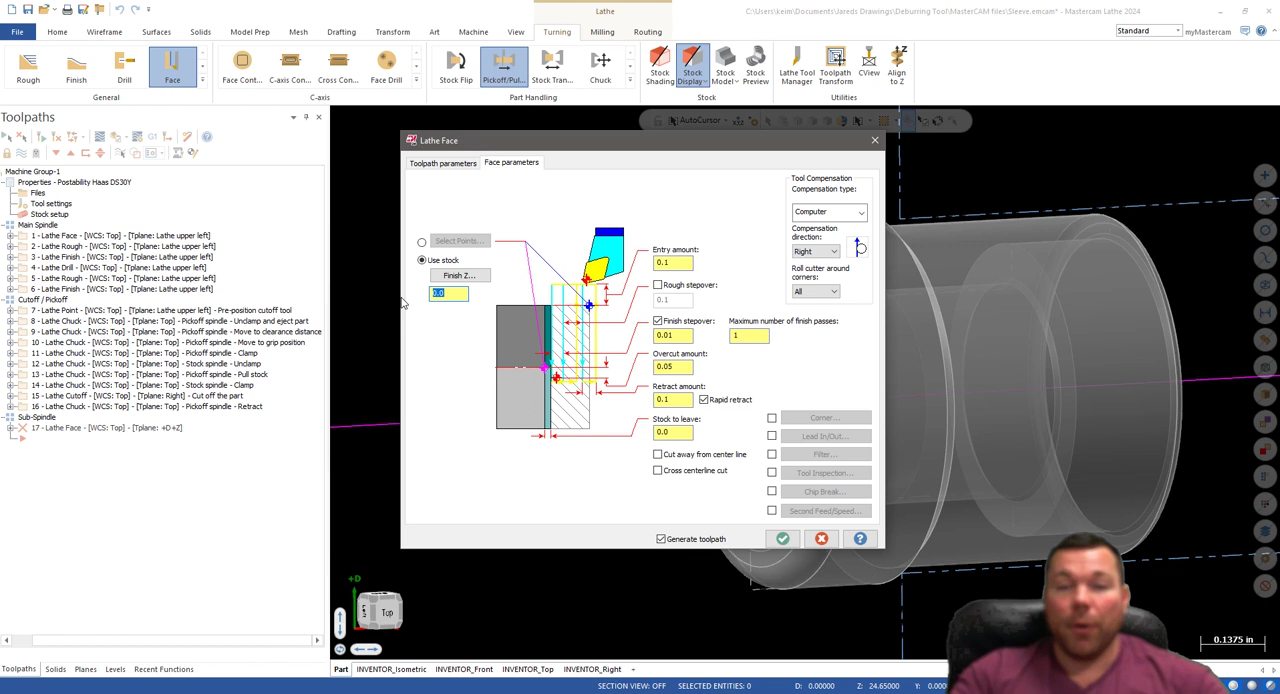 Lathe
C:\Users\keim\Documents\Jareds Drawings\Deburring Tool\MasterCAM files\Sleeve.emcam* - Mastercam Lathe 2024
File
Home
Wireframe
Surfaces
Solids
Model Prep
Mesh
Drafting
Transform
Art
Machine
View
Turning
Milling
Routing
Standard
myMastercam
Rough
Finish
Drill
Face
Face Cont...
C-axis Con...
Cross Con...
Face Drill
Stock Flip
Pickoff/Pul...
Stock Tran...
Chuck
Stock Shading
Stock Display
Stock Model
Stock Preview
Lathe Tool Manager
Toolpath Transform
CView
Align to Z
General
C-axis
Part Handling
Stock
Utilities
Toolpaths
AutoCursor
Machine Group-1
Properties - Postability Haas DS30Y
Files
Tool settings
Stock setup
Main Spindle
1 - Lathe Face - [WCS: Top] - [Tplane: Lathe upper left]
2 - Lathe Rough - [WCS: Top] - [Tplane: Lathe upper left]
3 - Lathe Finish - [WCS: Top] - [Tplane: Lathe upper left]
4 - Lathe Drill - [WCS: Top] - [Tplane: Lathe upper left]
5 - Lathe Rough - [WCS: Top] - [Tplane: Lathe upper left]
6 - Lathe Finish - [WCS: Top] - [Tplane: Lathe upper left]
Cutoff / Pickoff
7 - Lathe Point - [WCS: Top] - [Tplane: Lathe upper left] - Pre-position cutoff tool
8 - Lathe Chuck - [WCS: Top] - [Tplane: Top] - Pickoff spindle - Unclamp and eject part
9 - Lathe Chuck - [WCS: Top] - [Tplane: Top] - Pickoff spindle - Move to clearance distance
10 - Lathe Chuck - [WCS: Top] - [Tplane: Top] - Pickoff spindle - Move to grip position
11 - Lathe Chuck - [WCS: Top] - [Tplane: Top] - Pickoff spindle - Clamp
12 - Lathe Chuck - [WCS: Top] - [Tplane: Top] - Stock spindle - Unclamp
13 - Lathe Chuck - [WCS: Top] - [Tplane: Top] - Pickoff spindle - Pull stock
14 - Lathe Chuck - [WCS: Top] - [Tplane: Top] - Stock spindle - Clamp
15 - Lathe Cutoff - [WCS: Top] - [Tplane: Right] - Cut off the part
16 - Lathe Chuck - [WCS: Top] - [Tplane: Top] - Pickoff spindle - Retract
Sub-Spindle
17 - Lathe Face - [WCS: Top] - [Tplane: +D+Z]
Lathe Face
Toolpath parameters
Face parameters
Select Points...
Use stock
Finish Z...
0.0
Entry amount:
0.1
Rough stepover:
0.1
Finish stepover:
0.01
Maximum number of finish passes:
1
Overcut amount:
0.05
Retract amount:
0.1
Rapid retract
Stock to leave:
0.0
Cut away from center line
Cross centerline cut
Tool Compensation
Compensation type:
Computer
Compensation direction:
Right
Roll cutter around corners:
All
Corner...
Lead In/Out...
Filter...
Tool Inspection...
Chip Break...
Second Feed/Speed...
Generate toolpath
+D
Left
Top
0.1375 in
Toolpaths
Solids
Planes
Levels
Recent Functions
Part
INVENTOR_Isometric
INVENTOR_Front
INVENTOR_Top
INVENTOR_Right
+
SECTION VIEW: OFF
SELECTED ENTITIES: 0
D: 0.00000
Z: 24.65000
Y: 0.000